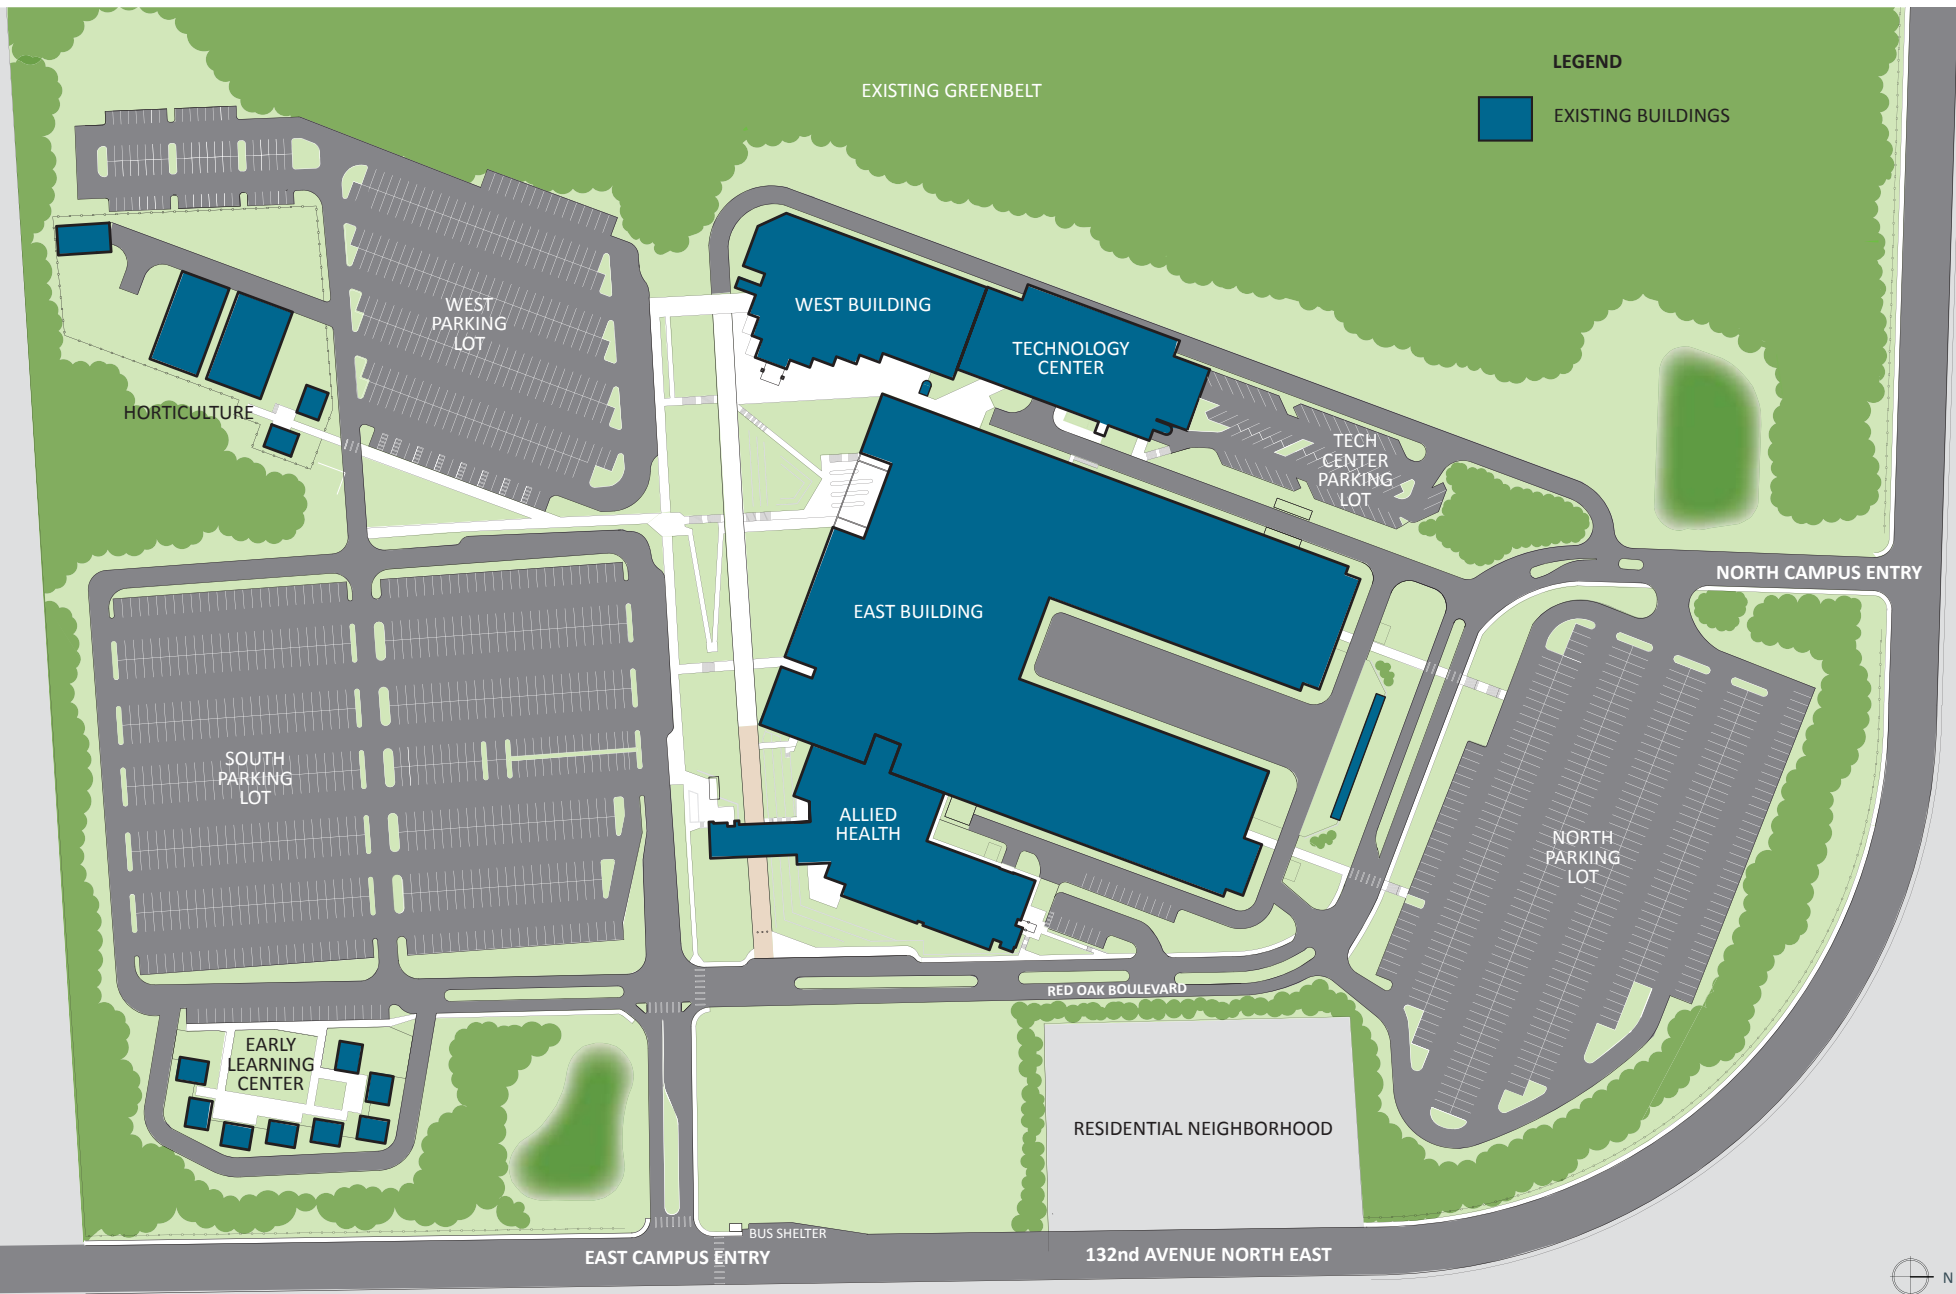 LEGEND
EXISTING GREENBELT
EXISTING BUILDINGS
WEST
PARKING
LOT
WEST BUILDING
TECHNOLOGY
CENTER
HORTICULTURE
TECH
CENTER
PARKING
LOT
NORTH CAMPUS ENTRY
EAST BUILDING
SOUTH
PARKING
LOT
ALLIED
HEALTH
NORTH
PARKING
LOT
RED OAK BOULEVARD
EARLY
LEARNING
CENTER
RESIDENTIAL NEIGHBORHOOD
BUS SHELTER
EAST CAMPUS ENTRY
132nd AVENUE NORTH EAST
N